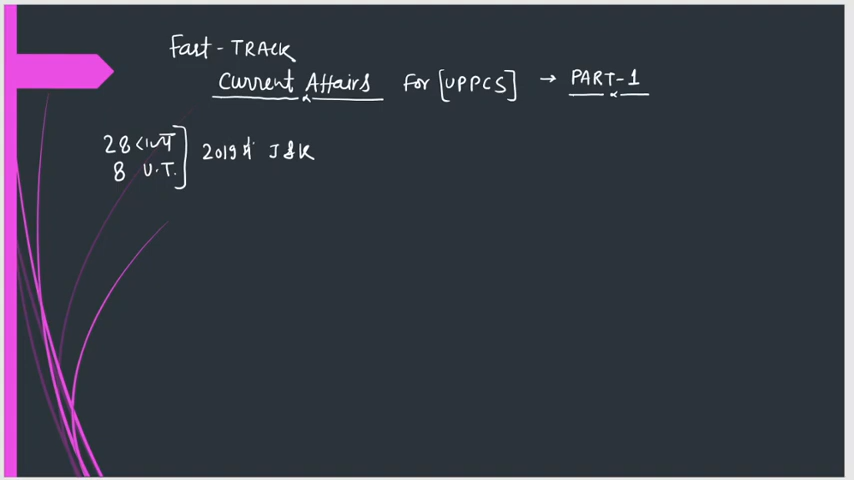 Fast - TRACK
Current Affairs For [UPPCS] → PART-1
28 राज्य
8 U.T.
2019 में J&K